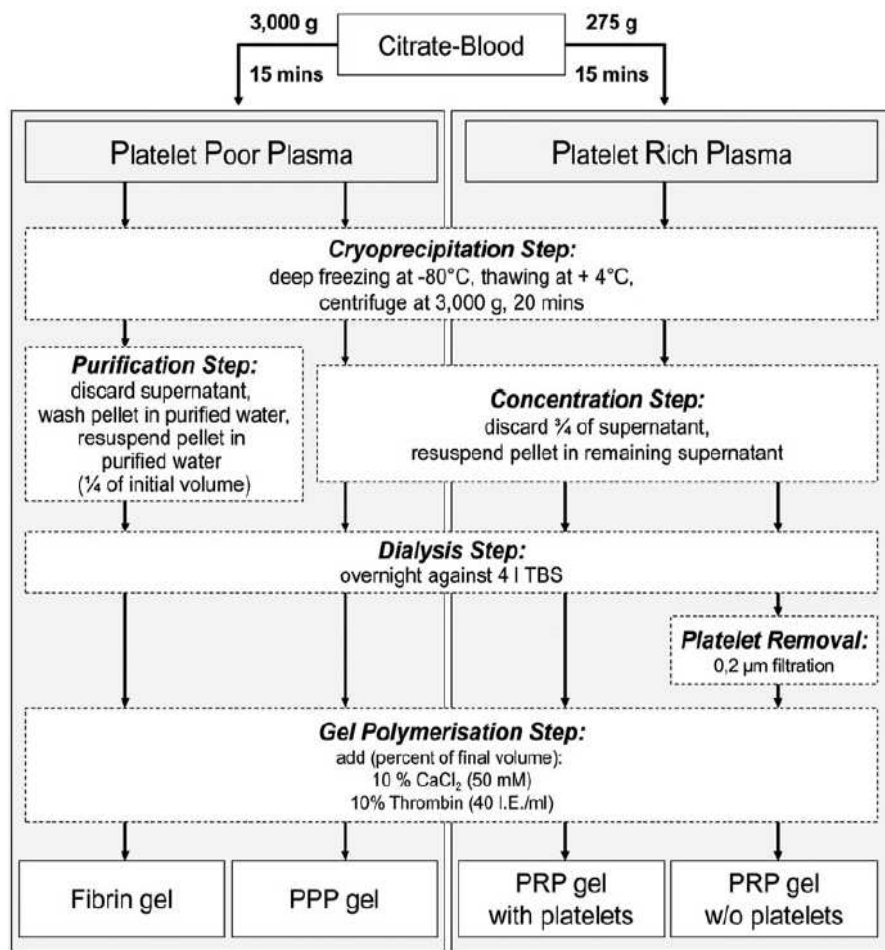 3,000 g
Citrate-Blood
275 g
15 mins
15 mins
Platelet Poor Plasma
Platelet Rich Plasma
Cryoprecipitation Step:
deep freezing at -80°C, thawing at + 4°C,
centrifuge at 3,000 g, 20 mins
Purification Step:
discard supernatant,
wash pellet in purified water,
resuspend pellet in
purified water
(¼ of initial volume)
Concentration Step:
discard ¾ of supernatant,
resuspend pellet in remaining supernatant
Dialysis Step:
overnight against 4 l TBS
Platelet Removal:
0,2 µm filtration
Gel Polymerisation Step:
add (percent of final volume):
10 % CaCl₂ (50 mM)
10% Thrombin (40 I.E./ml)
Fibrin gel
PPP gel
PRP gel
with platelets
PRP gel
w/o platelets